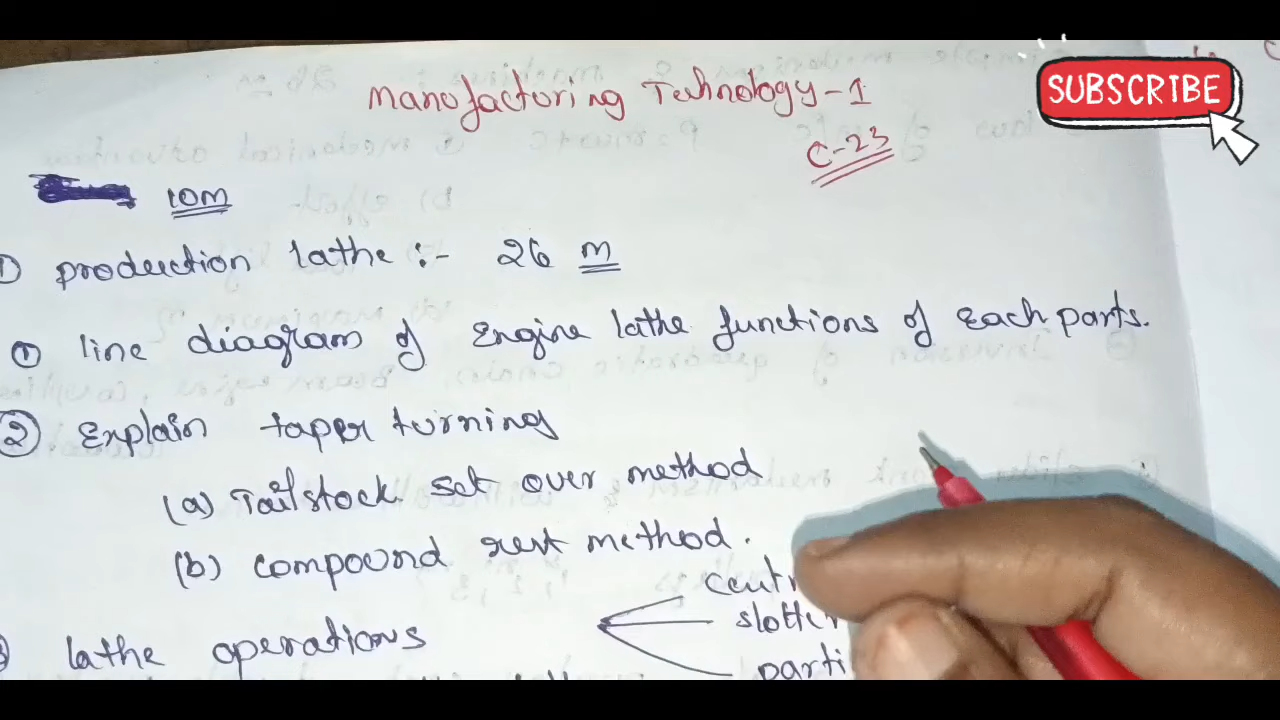 SUBSCRIBE
Manofactoring Technology-1
C-23
10M
① production lathe :- 26 m
① line diagram of Engine lathe functions of Each parts.
② Explain taper turning
(a) Tailstock set over method
(b) compound rest method.
lathe operations